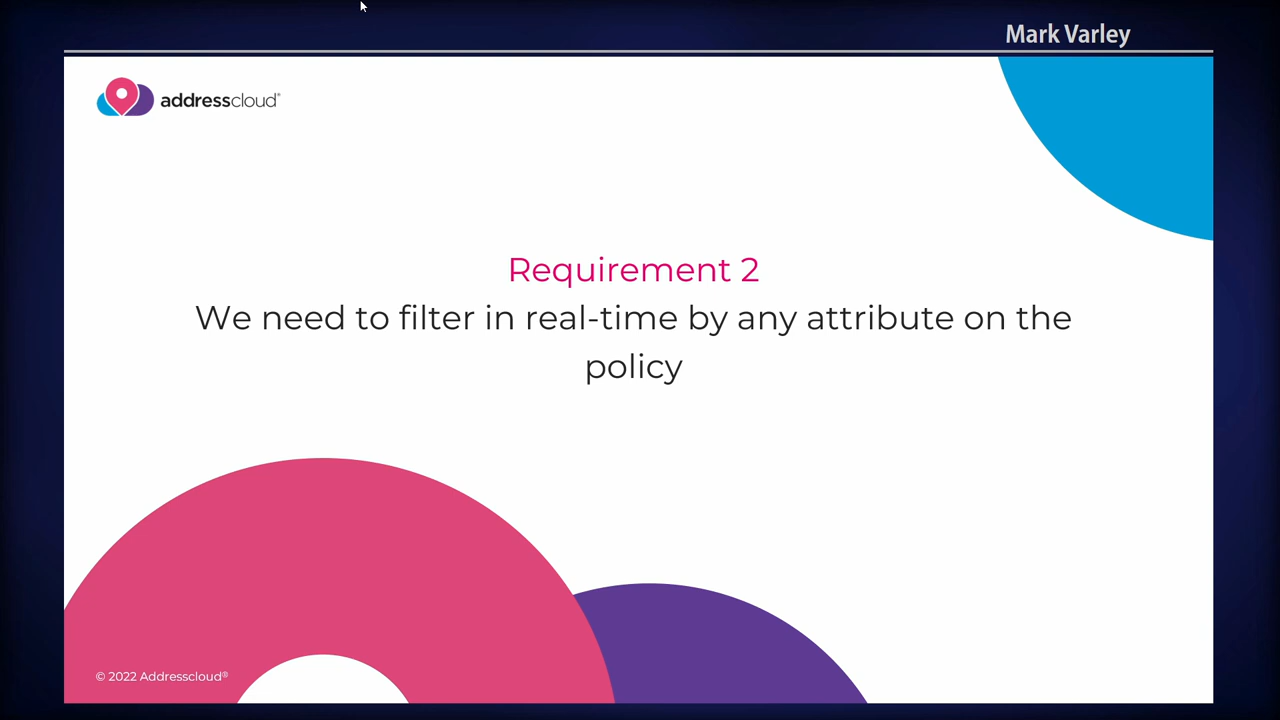 Mark Varley
addresscloud®
Requirement 2
We need to filter in real-time by any attribute on the
policy
© 2022 Addresscloud®